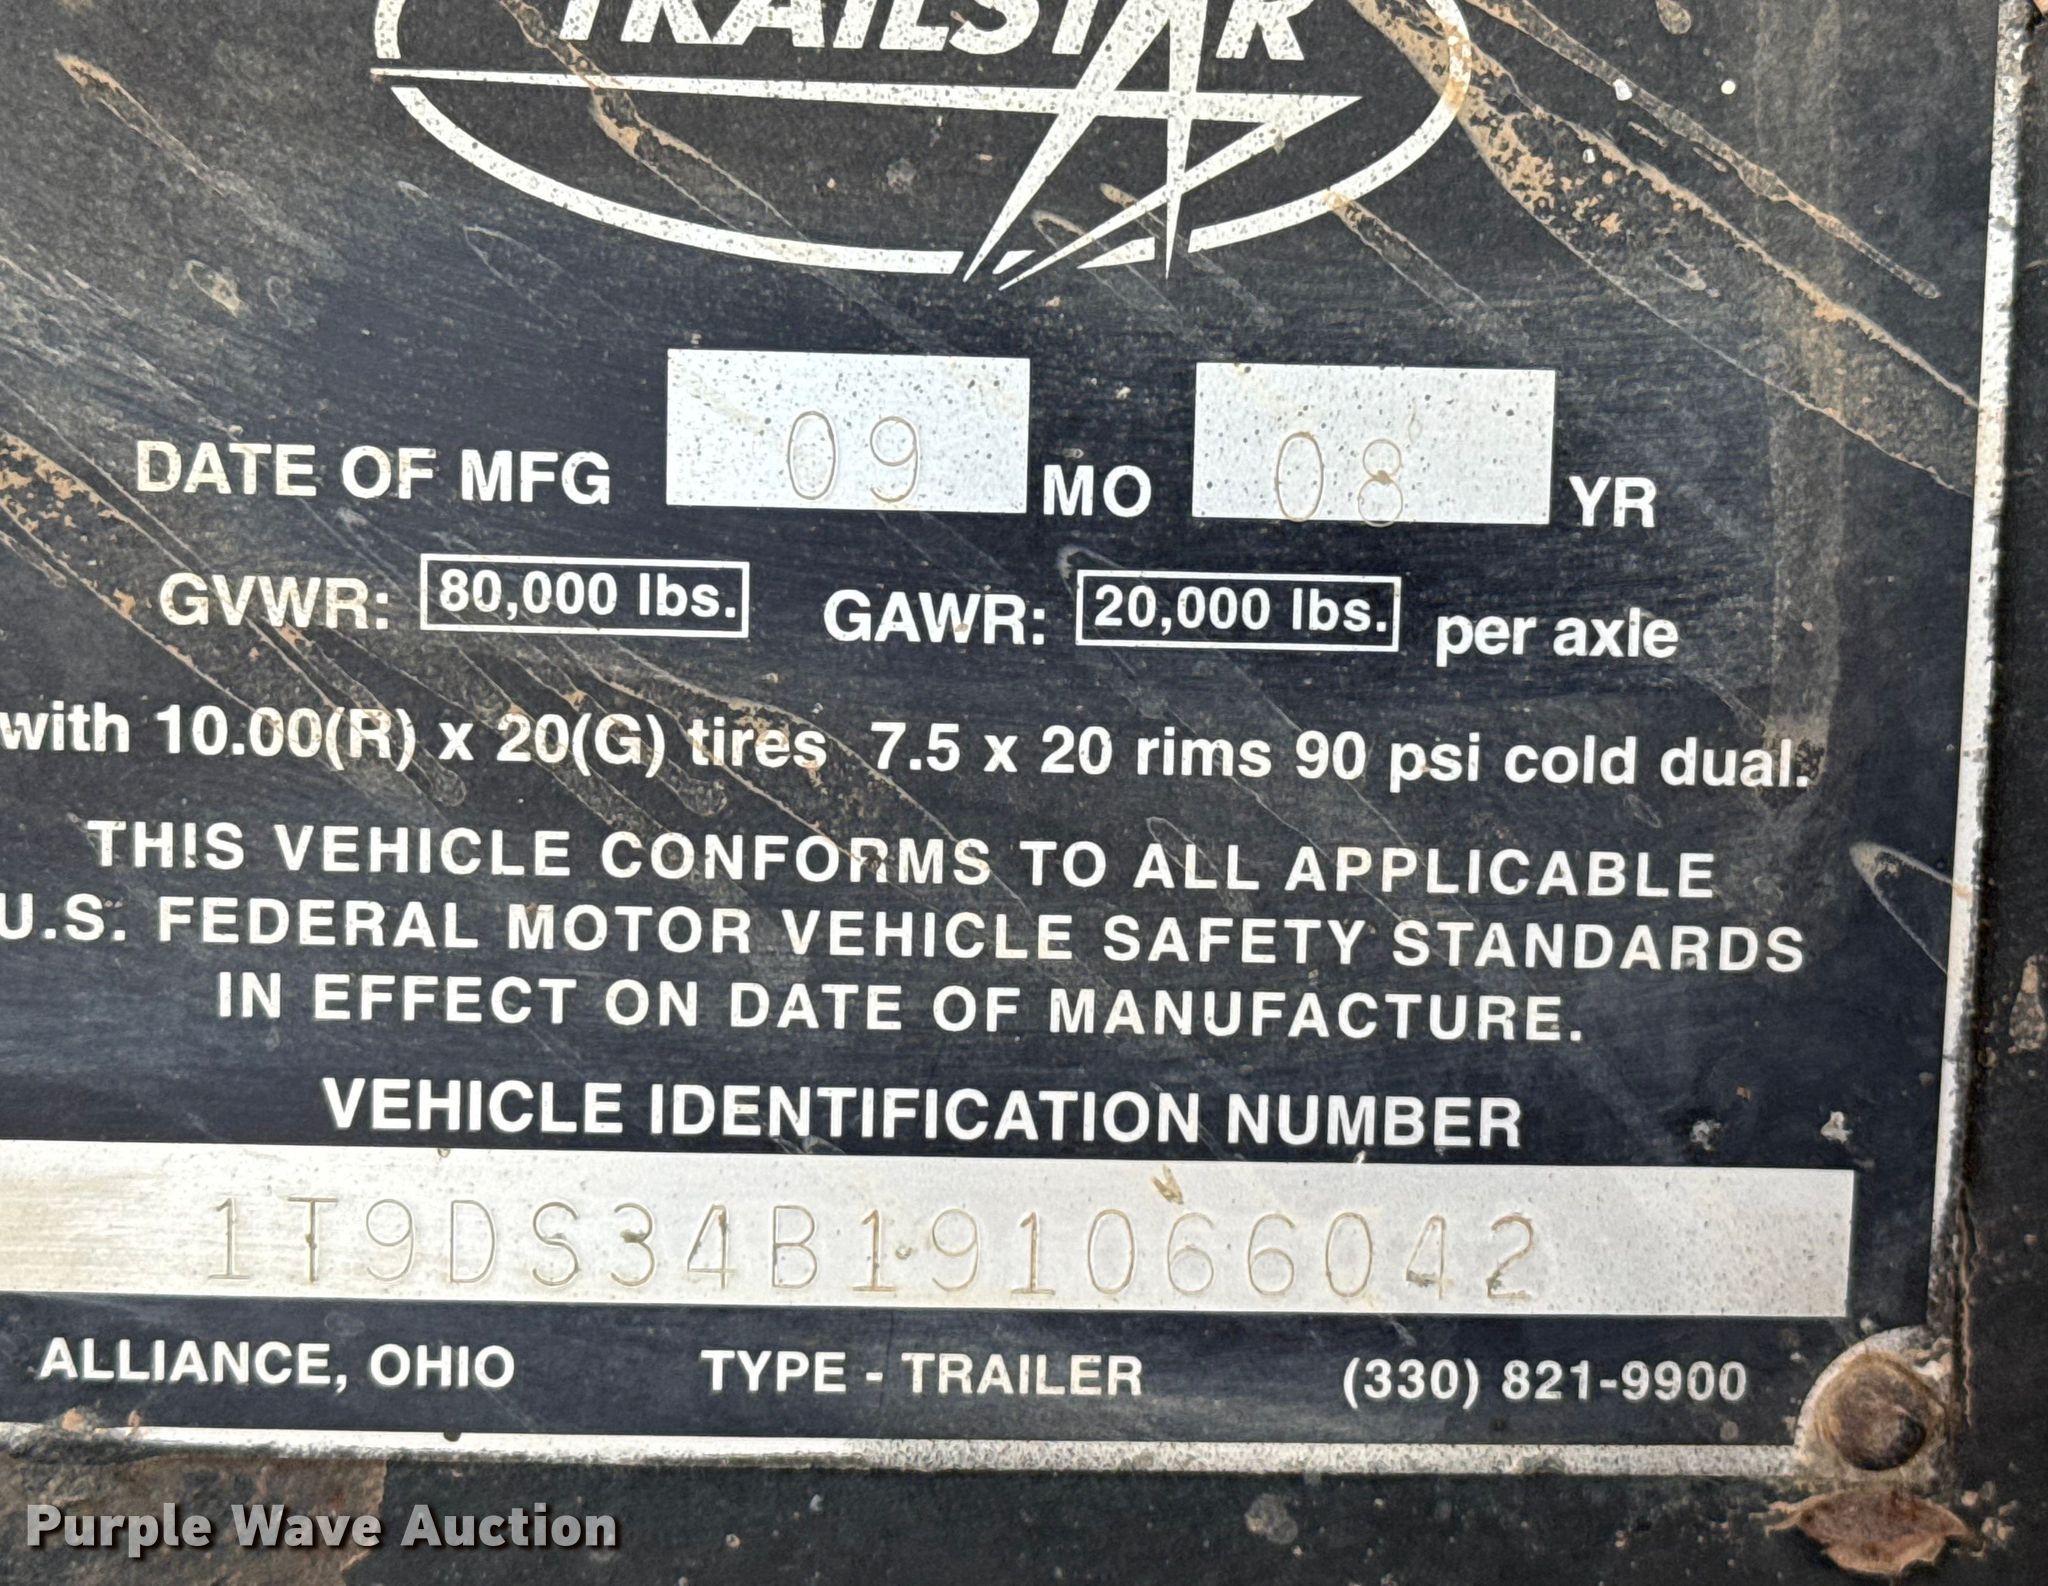 TRAILSTAR
DATE OF MFG 09 MO 08 YR
GVWR: 80,000 lbs. GAWR: 20,000 lbs. per axle
with 10.00(R) x 20(G) tires 7.5 x 20 rims 90 psi cold dual.
THIS VEHICLE CONFORMS TO ALL APPLICABLE
U.S. FEDERAL MOTOR VEHICLE SAFETY STANDARDS
IN EFFECT ON DATE OF MANUFACTURE.
VEHICLE IDENTIFICATION NUMBER
1T9DS34B191066042
ALLIANCE, OHIO TYPE - TRAILER (330) 821-9900
Purple Wave Auction